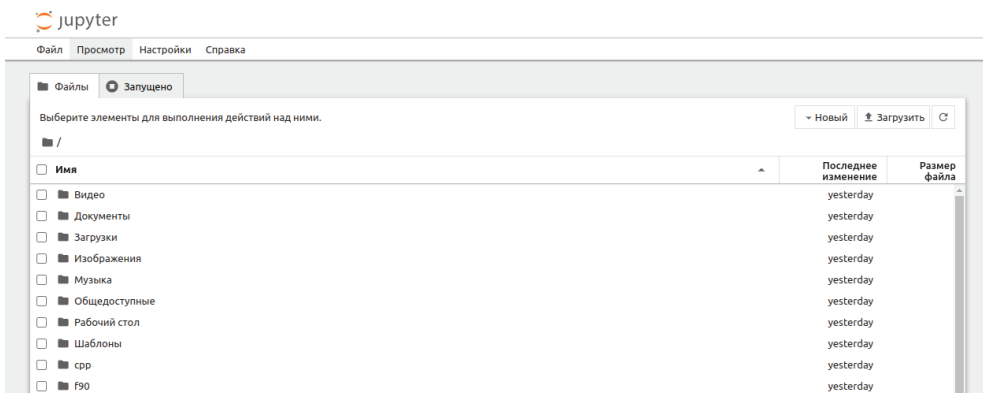 jupyter
Файл Просмотр Настройки Справка
Файлы Запущено
Выберите элементы для выполнения действий над ними. Новый Загрузить
/
Имя Последнее изменение Размер файла
Видео yesterday
Документы yesterday
Загрузки yesterday
Изображения yesterday
Музыка yesterday
Общедоступные yesterday
Рабочий стол yesterday
Шаблоны yesterday
cpp yesterday
f90 yesterday